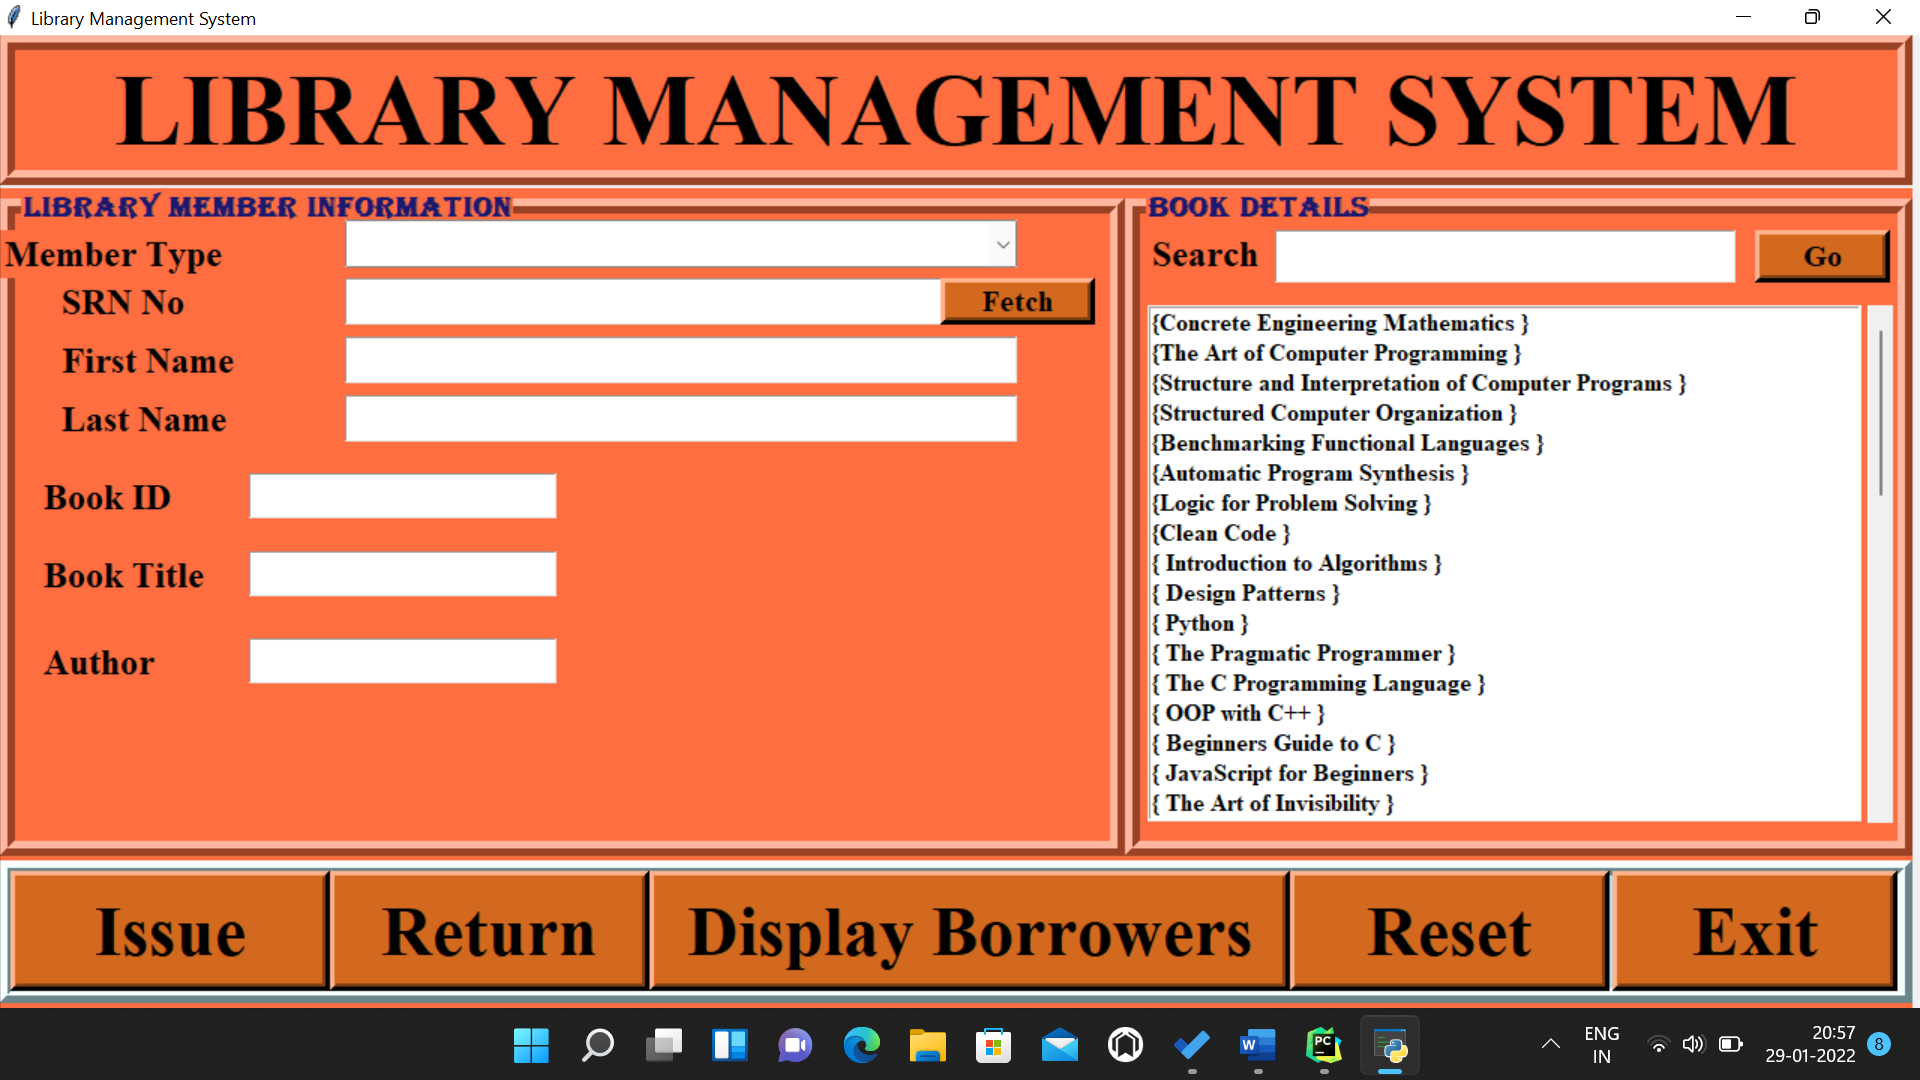 Library Management System
LIBRARY MANAGEMENT SYSTEM
LIBRARY MEMBER INFORMATION
Member Type
SRN No
Fetch
First Name
Last Name
Book ID
Book Title
Author
BOOK DETAILS
Search
Go
{Concrete Engineering Mathematics }
{The Art of Computer Programming }
{Structure and Interpretation of Computer Programs }
{Structured Computer Organization }
{Benchmarking Functional Languages }
{Automatic Program Synthesis }
{Logic for Problem Solving }
{Clean Code }
{ Introduction to Algorithms }
{ Design Patterns }
{ Python }
{ The Pragmatic Programmer }
{ The C Programming Language }
{ OOP with C++ }
{ Beginners Guide to C }
{ JavaScript for Beginners }
{ The Art of Invisibility }
Issue
Return
Display Borrowers
Reset
Exit
W
PC
ENG
IN
20:57
29-01-2022
8